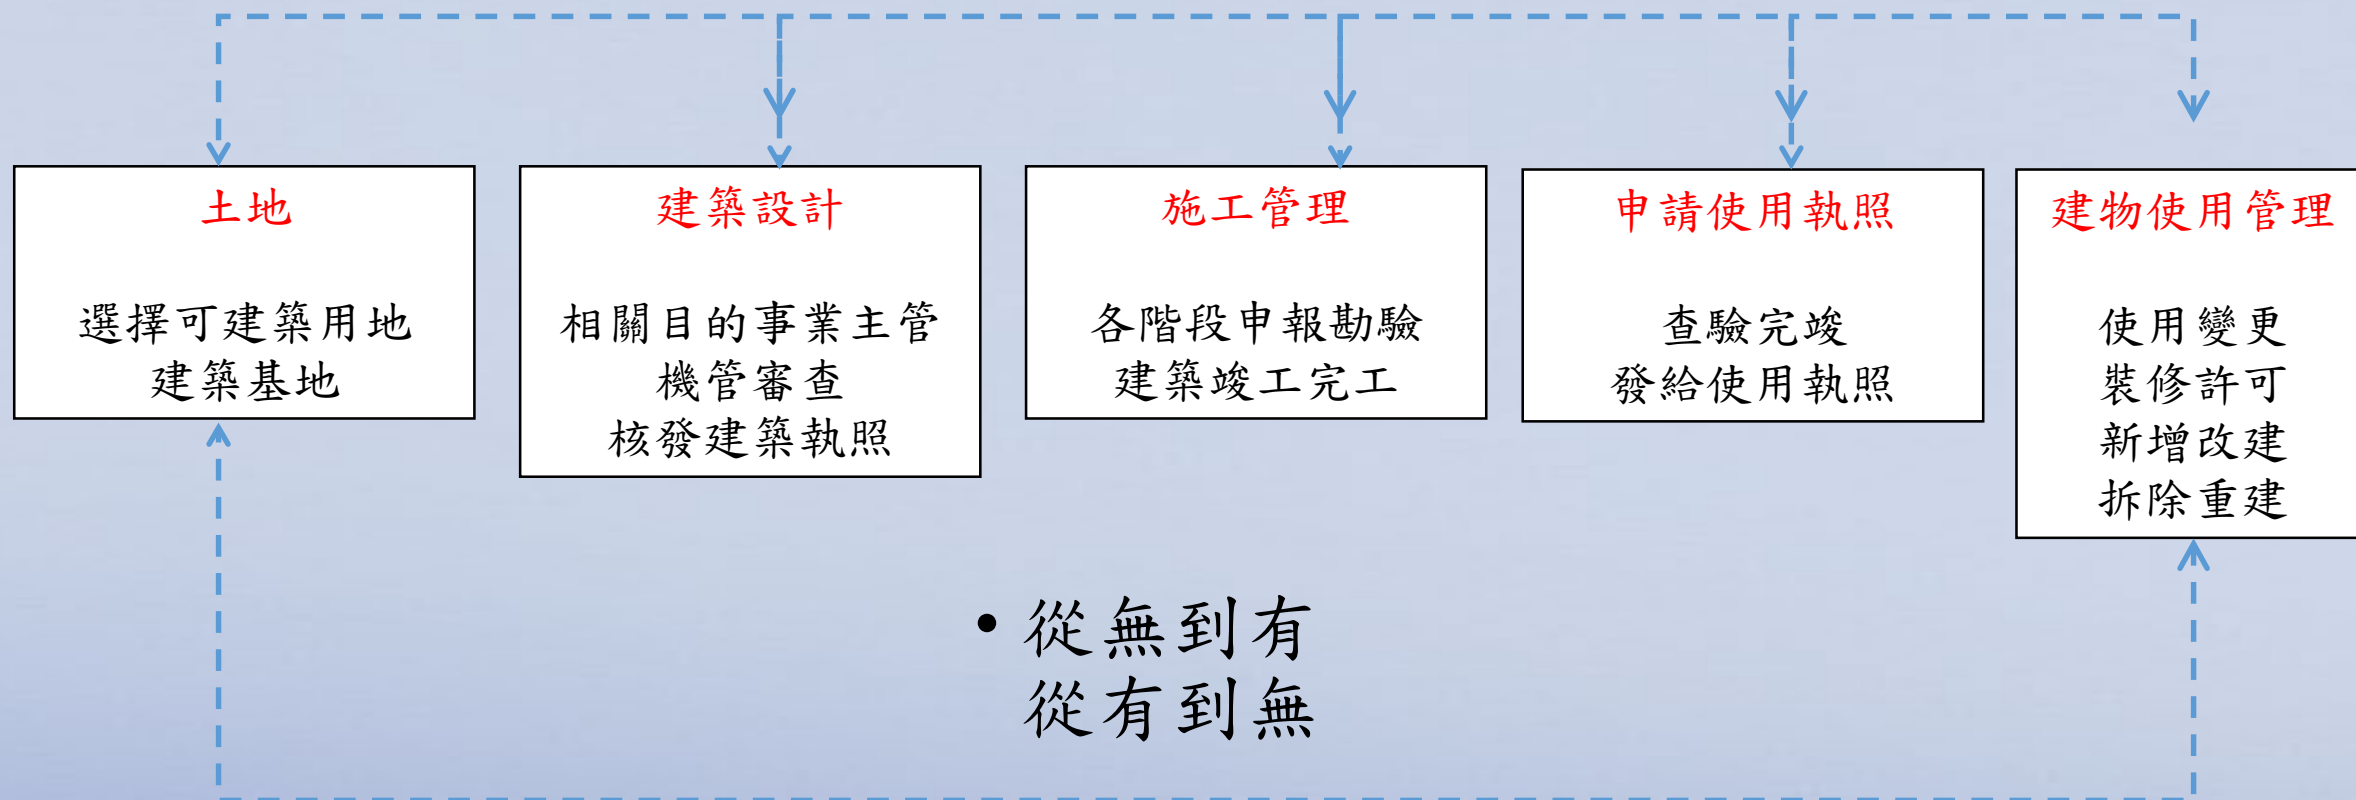 土地
選擇可建築用地
建築基地
建築設計
相關目的事業主管
機管審查
核發建築執照
施工管理
各階段申報勘驗
建築竣工完工
申請使用執照
查驗完竣
發給使用執照
建物使用管理
使用變更
裝修許可
新增改建
拆除重建
• 從無到有
從有到無